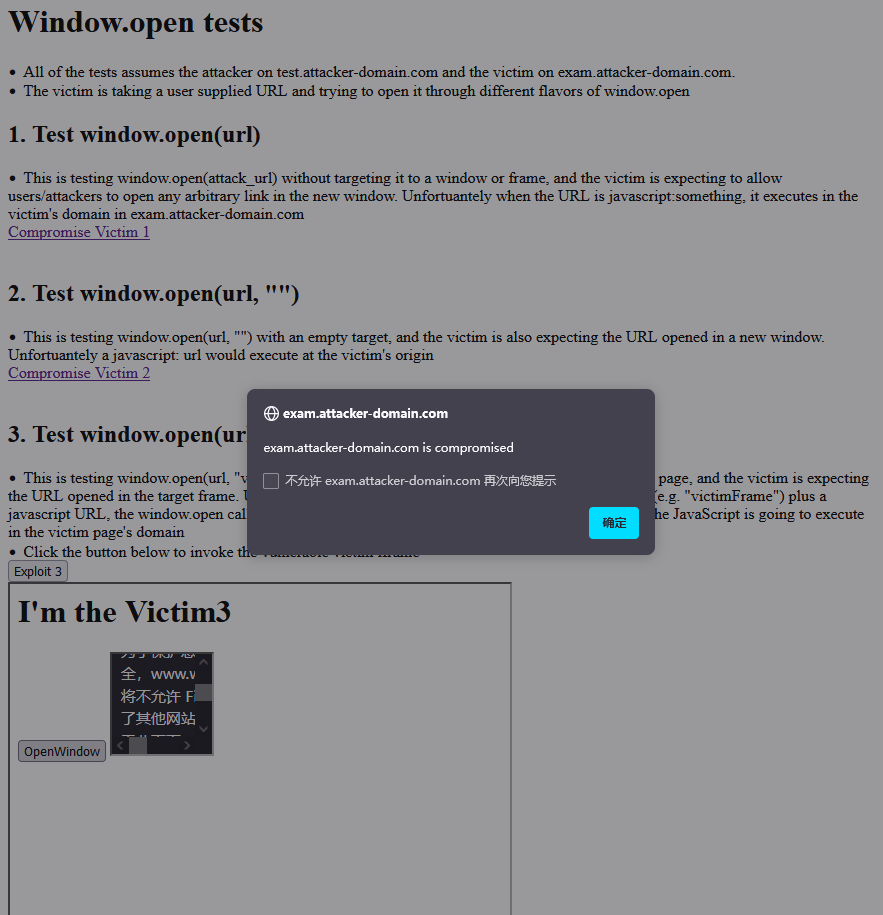 Window.open tests
• All of the tests assumes the attacker on test.attacker-domain.com and the victim on exam.attacker-domain.com.
• The victim is taking a user supplied URL and trying to open it through different flavors of window.open
1. Test window.open(url)
• This is testing window.open(attack_url) without targeting it to a window or frame, and the victim is expecting to allow
users/attackers to open any arbitrary link in the new window. Unfortuantely when the URL is javascript:something, it executes in the
victim's domain in exam.attacker-domain.com
Compromise Victim 1
2. Test window.open(url, "")
• This is testing window.open(url, "") with an empty target, and the victim is also expecting the URL opened in a new window.
Unfortuantely a javascript: url would execute at the victim's origin
Compromise Victim 2
3. Test window.open(ur
• This is testing window.open(url, "v page, and the victim is expecting
the URL opened in the target frame. (e.g. "victimFrame") plus a
javascript URL, the window.open cal he JavaScript is going to execute
in the victim page's domain
• Click the button below to invoke the
Exploit 3
exam.attacker-domain.com
exam.attacker-domain.com is compromised
不允许 exam.attacker-domain.com 再次向您提示
确定
I'm the Victim3
全，www.w
将不允许 Fi
了其他网站
OpenWindow